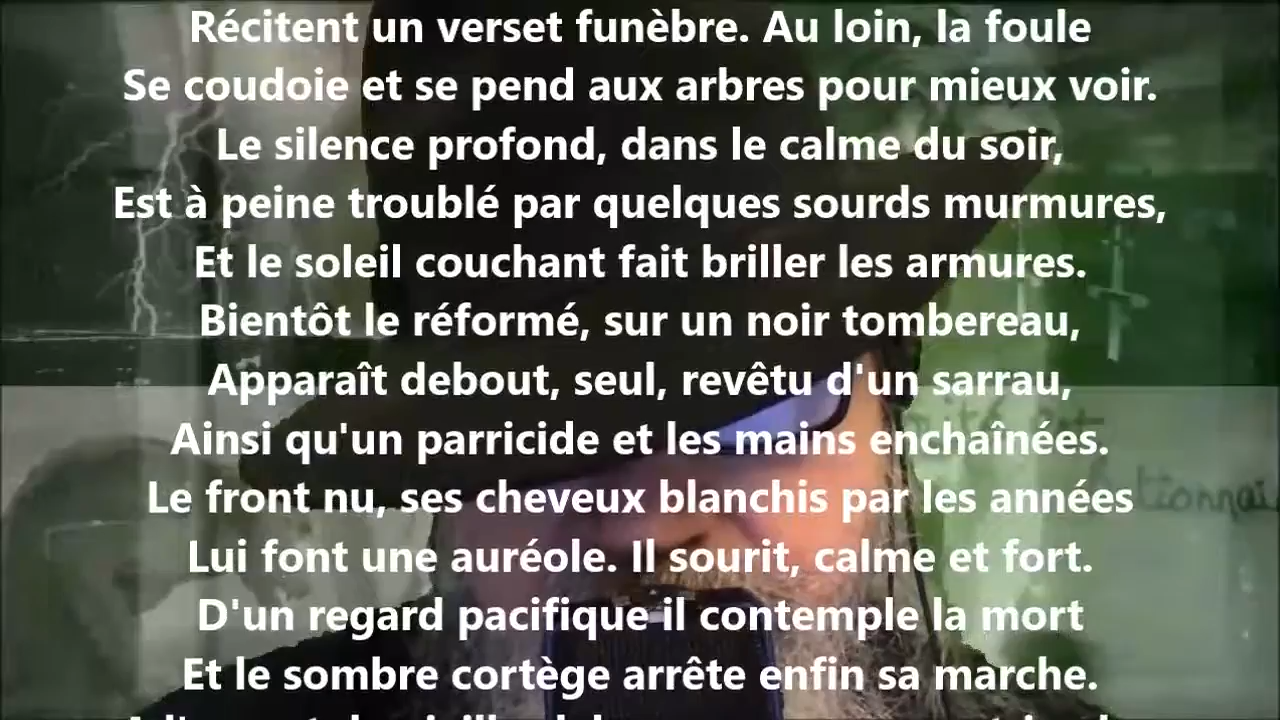 Récitent un verset funèbre. Au loin, la foule
Se coudoie et se pend aux arbres pour mieux voir.
Le silence profond, dans le calme du soir,
Est à peine troublé par quelques sourds murmures,
Et le soleil couchant fait briller les armures.
Bientôt le réformé, sur un noir tombereau,
Apparaît debout, seul, revêtu d'un sarrau,
Ainsi qu'un parricide et les mains enchaînées.
Le front nu, ses cheveux blanchis par les années
Lui font une auréole. Il sourit, calme et fort.
D'un regard pacifique il contemple la mort
Et le sombre cortège arrête enfin sa marche.